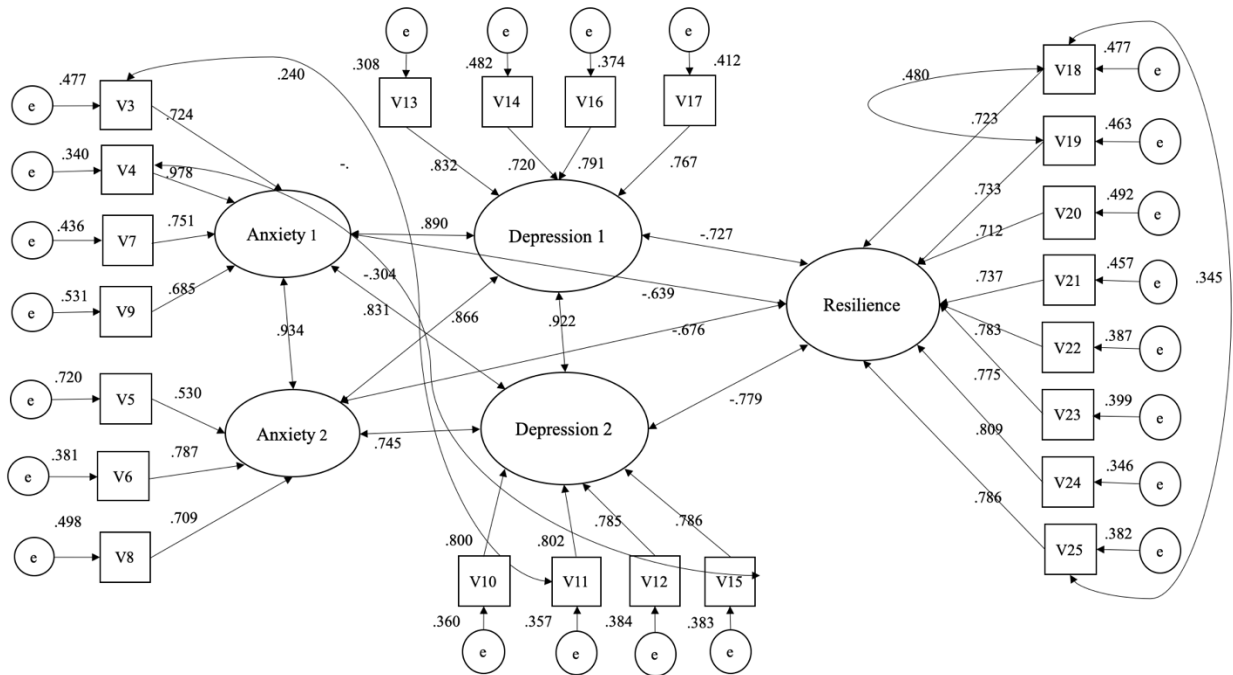 e
e
e
e
.308
.482
.374
.412
.477
.240
.480
.477
e
V3
V13
V14
V16
V17
V18
e
.724
.723
.463
.340
-.
.832
.720
.791
.767
V19
e
e
V4
.978
.733
.492
.436
.751
.890
-.727
V20
e
e
V7
Anxiety 1
Depression 1
.712
.457
.531
.685
-.304
-.639
.737
V21
e
.345
e
V9
.831
.866
Resilience
.934
.922
-.676
.783
.387
V22
e
.720
.530
.775
.399
e
V5
-.779
V23
e
Anxiety 2
Depression 2
.745
.809
.381
.787
.346
e
V6
V24
e
.498
.709
.786
.382
e
V8
.800
.802
.785
.786
V25
e
V10
V11
V12
V15
.360
.357
.384
.383
e
e
e
e